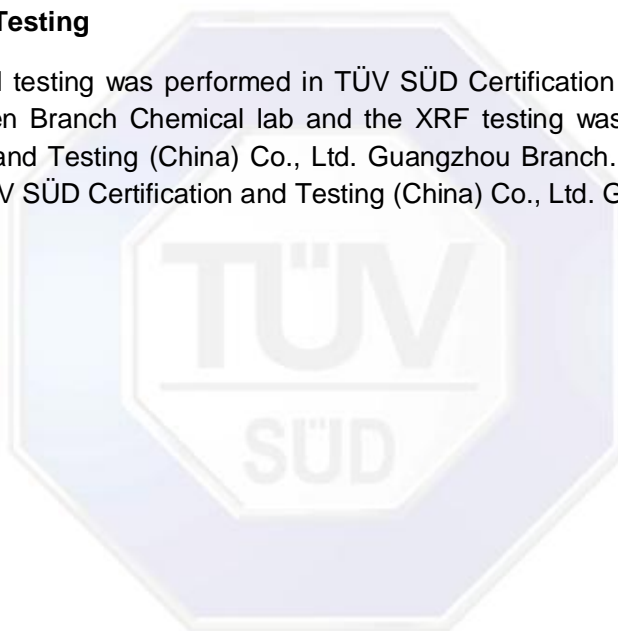 Testing
testing was performed in TÜV SÜD Certification
en Branch Chemical lab and the XRF testing was
and Testing (China) Co., Ltd. Guangzhou Branch.
V SÜD Certification and Testing (China) Co., Ltd. G
TÜV
SÜD